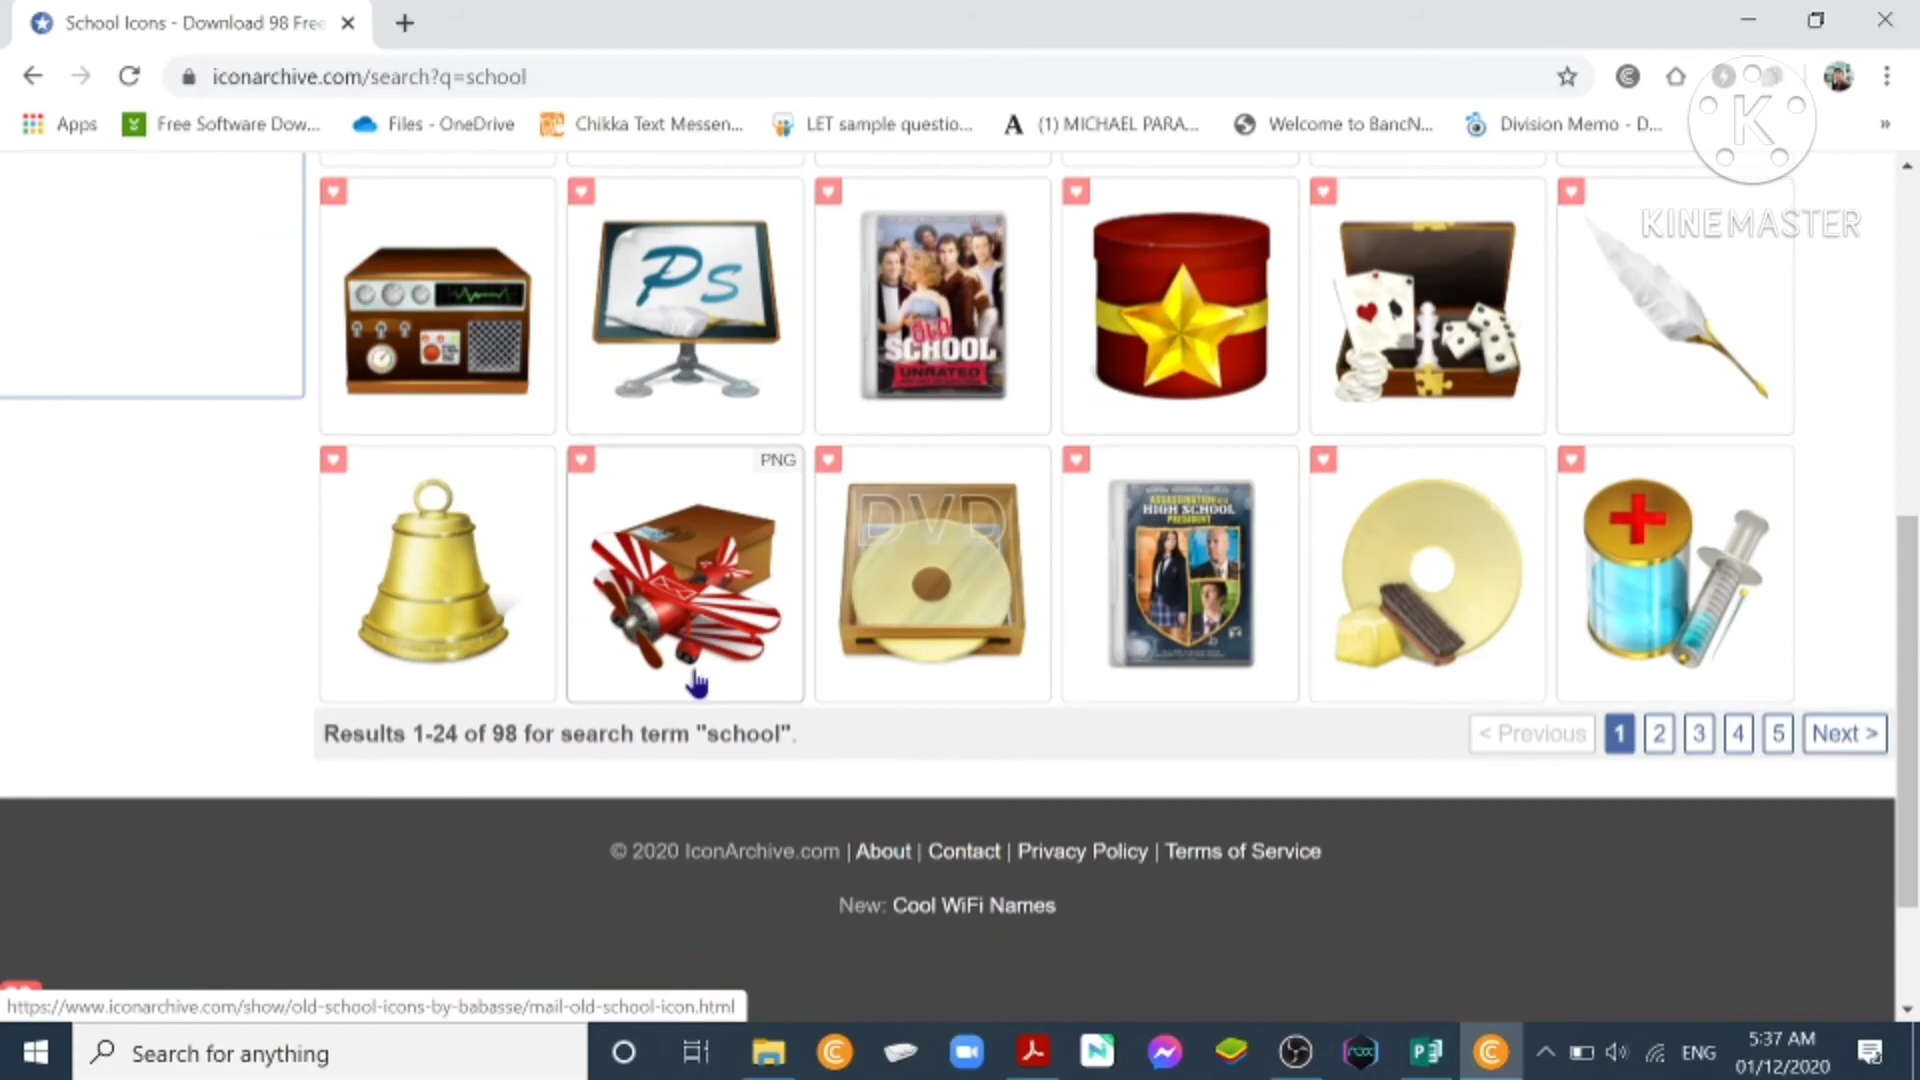 School Icons - Download 98 Free
iconarchive.com/search?q=school
Apps
Free Software Dow...
Files - OneDrive
Chikka Text Messen...
LET sample questio...
A (1) MICHAEL PARA...
Welcome to BancN...
Division Memo - D...
»
K
KINEMASTER
Ps
OLD
SCHOOL
UNRATED
PNG
DVD
HIGH SCHOOL
PRESIDENT
Results 1-24 of 98 for search term "school".
< Previous 1 2 3 4 5 Next >
© 2020 IconArchive.com | About | Contact | Privacy Policy | Terms of Service
New: Cool WiFi Names
https://www.iconarchive.com/show/old-school-icons-by-babasse/mail-old-school-icon.html
Search for anything
ENG
5:37 AM
01/12/2020